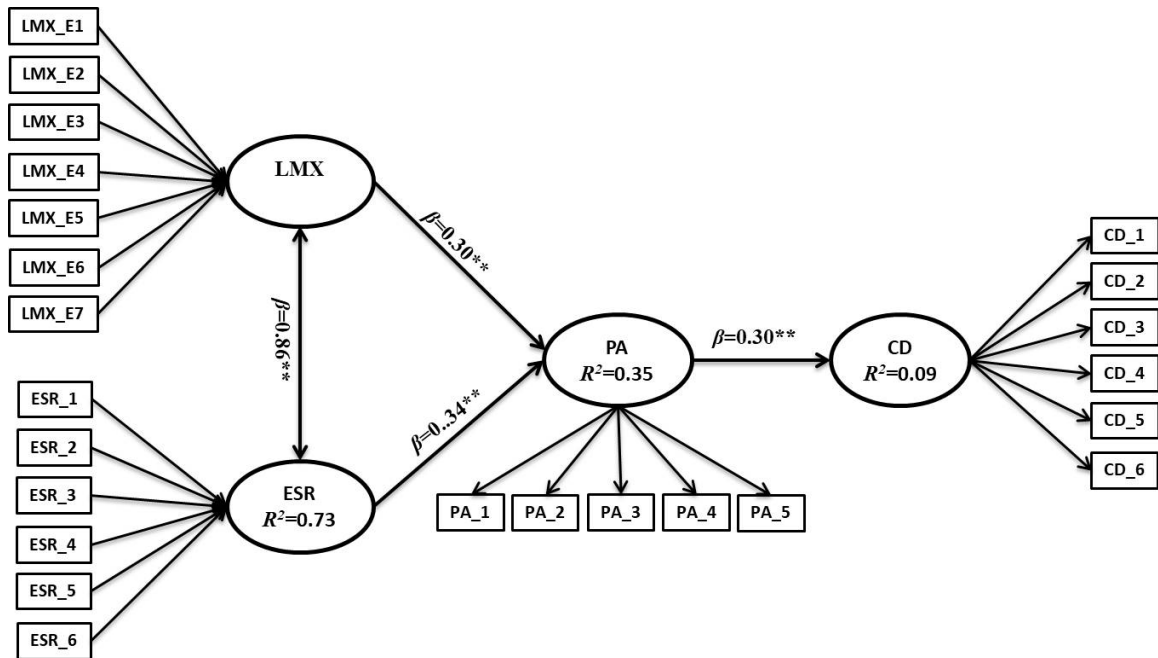 LMX_E1
LMX_E2
LMX_E3
LMX_E4
LMX_E5
LMX_E6
LMX_E7
LMX
β=0.30**
β=0.86**
ESR_1
ESR_2
ESR_3
ESR_4
ESR_5
ESR_6
ESR
R²=0.73
β=0..34**
PA
R²=0.35
PA_1
PA_2
PA_3
PA_4
PA_5
β=0.30**
CD
R²=0.09
CD_1
CD_2
CD_3
CD_4
CD_5
CD_6